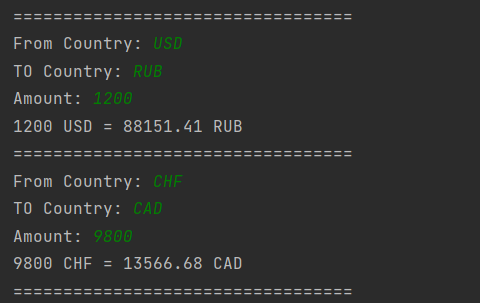 ==================================
From Country: USD
TO Country: RUB
Amount: 1200
1200 USD = 88151.41 RUB
==================================
From Country: CHF
TO Country: CAD
Amount: 9800
9800 CHF = 13566.68 CAD
==================================